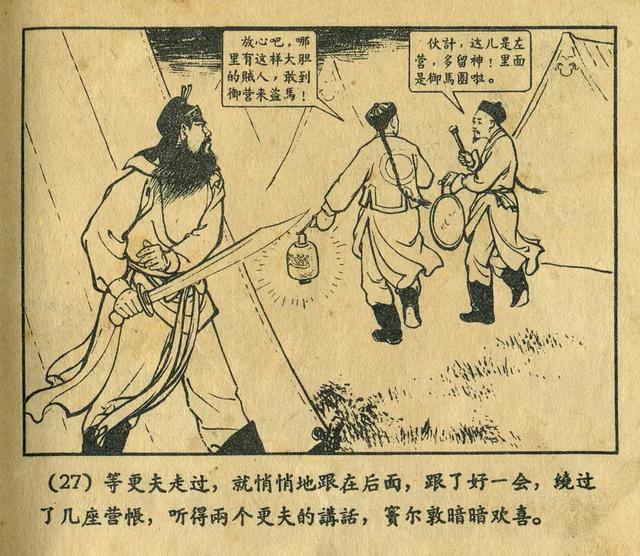 伙計，这儿是左
营，多留神！里面
是御馬圈啦。
放心吧，哪
里有这样大胆
的贼人，敢到
御营来盗馬！
(27) 等更夫走过，就悄悄地跟在后面，跟了好一会，繞过
了几座营帳，听得兩个更夫的講話，竇尔敦暗暗欢喜。